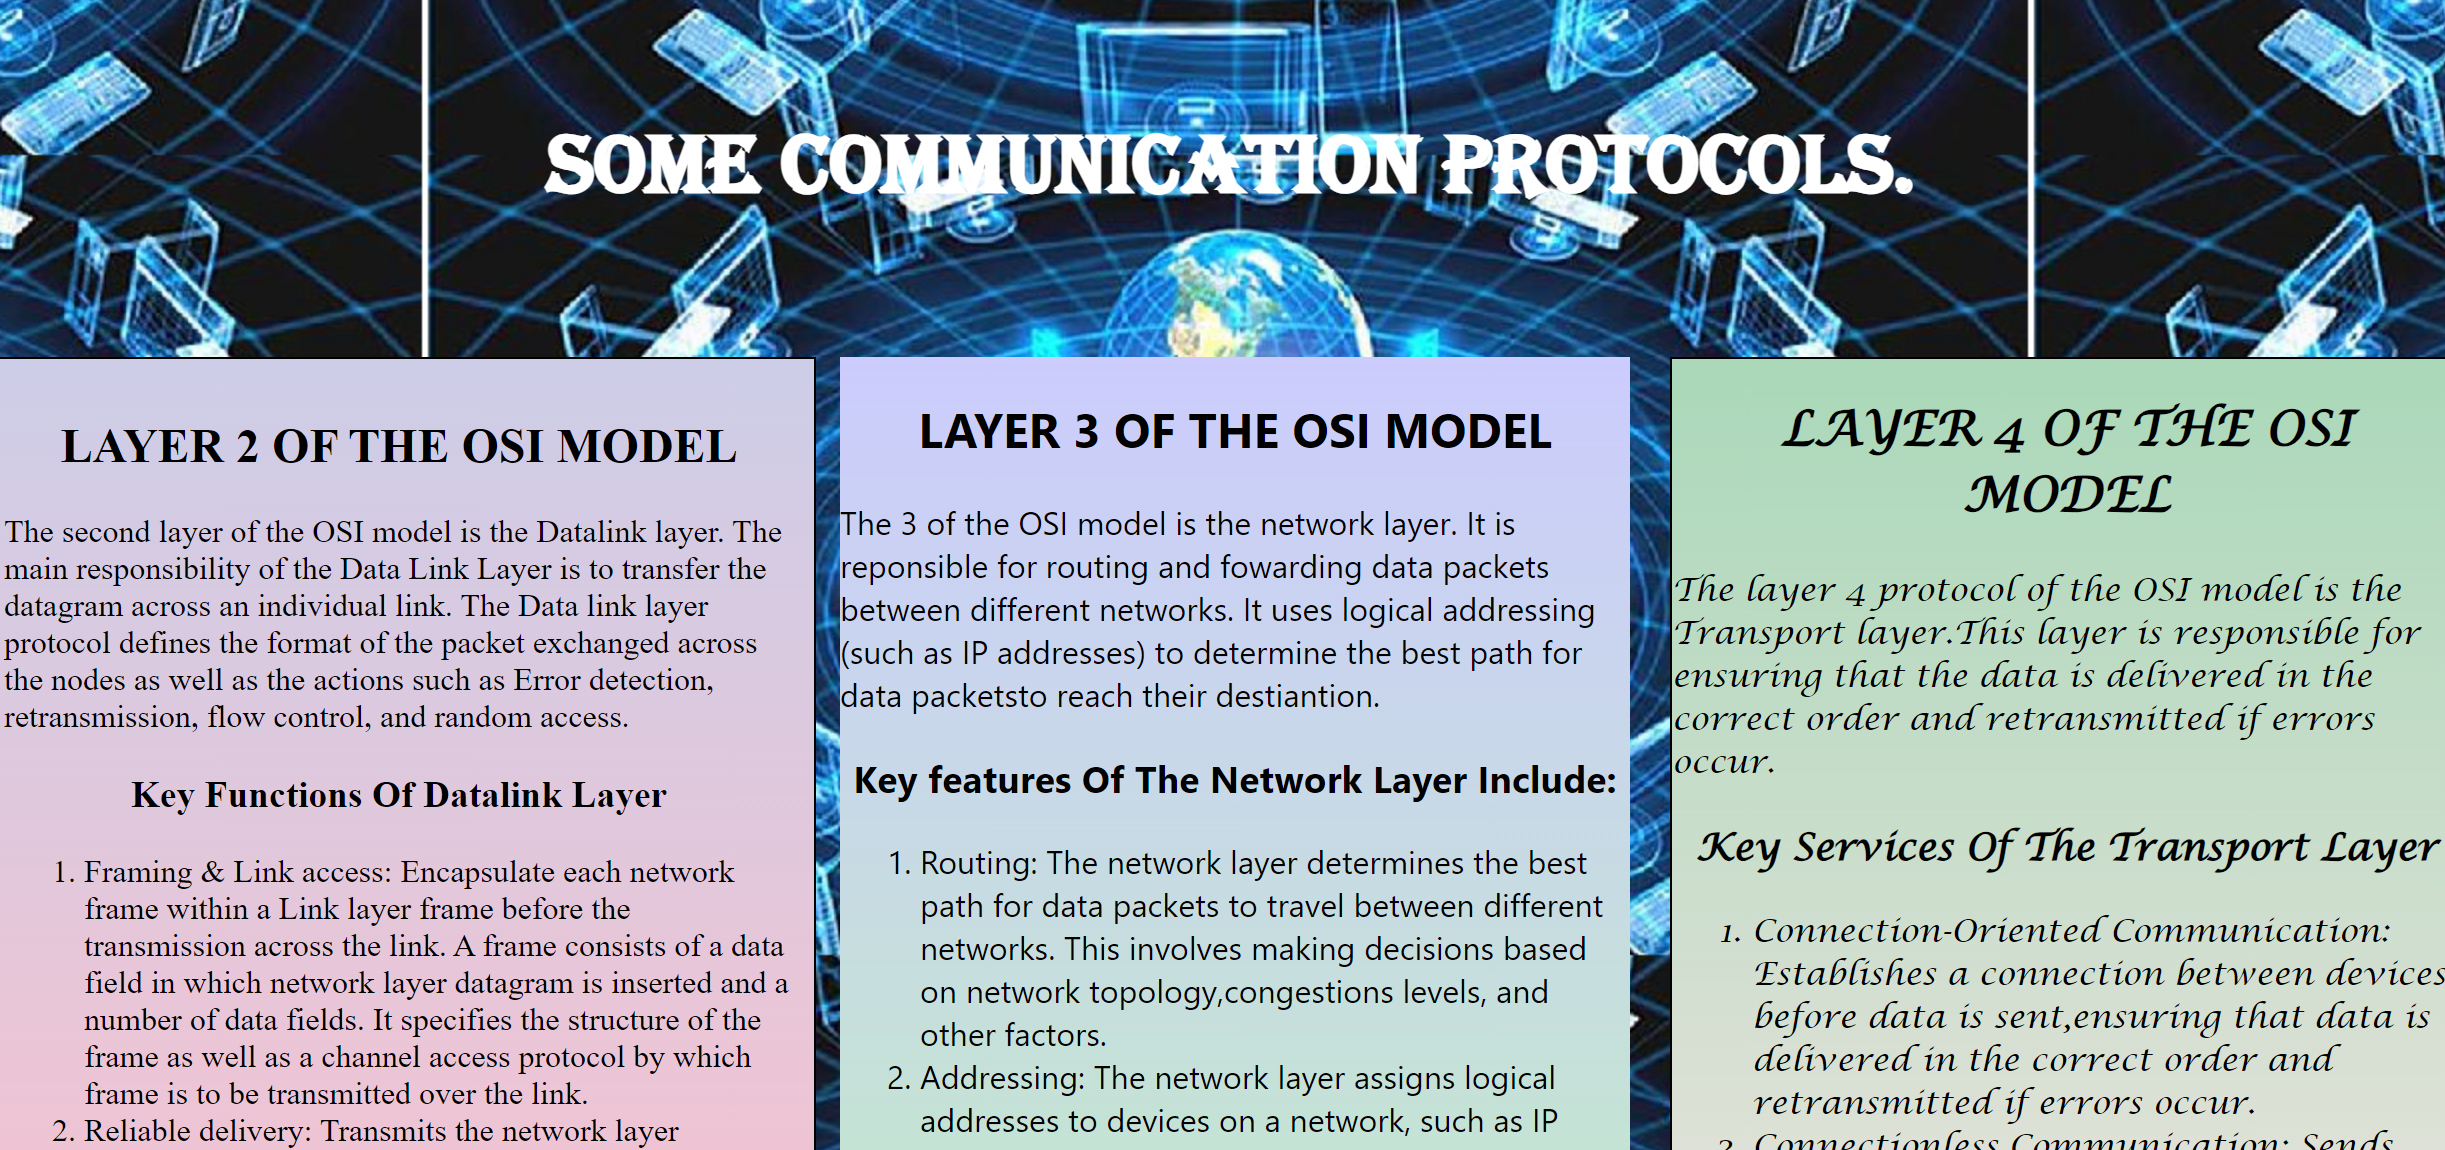 SOME COMMUNICATION PROTOCOLS.
LAYER 2 OF THE OSI MODEL
The second layer of the OSI model is the Datalink layer. The
main responsibility of the Data Link Layer is to transfer the
datagram across an individual link. The Data link layer
protocol defines the format of the packet exchanged across
the nodes as well as the actions such as Error detection,
retransmission, flow control, and random access.
Key Functions Of Datalink Layer
1. Framing & Link access: Encapsulate each network
frame within a Link layer frame before the
transmission across the link. A frame consists of a data
field in which network layer datagram is inserted and a
number of data fields. It specifies the structure of the
frame as well as a channel access protocol by which
frame is to be transmitted over the link.
2. Reliable delivery: Transmits the network layer
LAYER 3 OF THE OSI MODEL
The 3 of the OSI model is the network layer. It is
reponsible for routing and fowarding data packets
between different networks. It uses logical addressing
(such as IP addresses) to determine the best path for
data packetsto reach their destiantion.
Key features Of The Network Layer Include:
1. Routing: The network layer determines the best
path for data packets to travel between different
networks. This involves making decisions based
on network topology,congestions levels, and
other factors.
2. Addressing: The network layer assigns logical
addresses to devices on a network, such as IP
LAYER 4 OF THE OSI
MODEL
The layer 4 protocol of the OSI model is the
Transport layer.This layer is responsible for
ensuring that the data is delivered in the
correct order and retransmitted if errors
occur.
Key Services Of The Transport Layer
1. Connection-Oriented Communication:
Establishes a connection between devices
before data is sent,ensuring that data is
delivered in the correct order and
retransmitted if errors occur.
2. Connectionless Communication: Sends